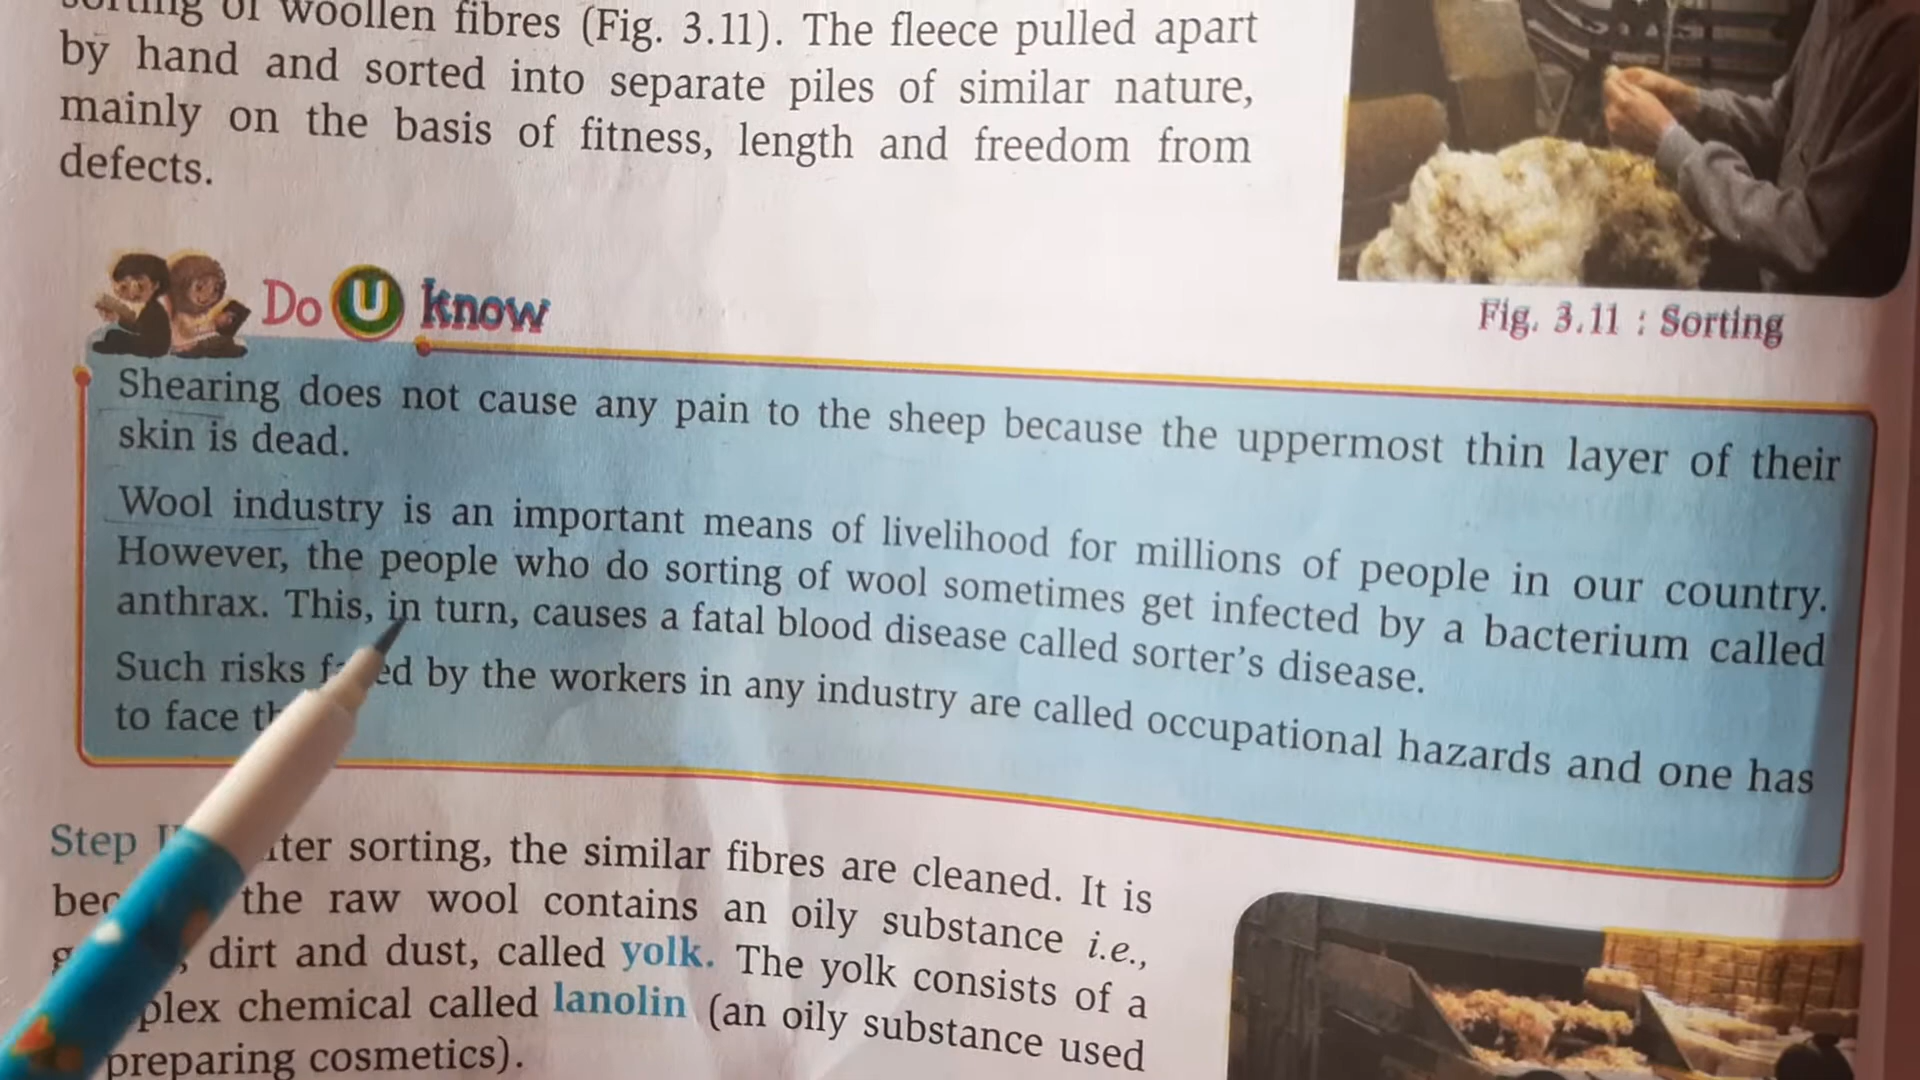 of woollen fibres (Fig. 3.11). The fleece pulled apart
by hand and sorted into separate piles of similar nature,
mainly on the basis of fitness, length and freedom from
defects.
Fig. 3.11 : Sorting
Do U know
Shearing does not cause any pain to the sheep because the uppermost thin layer of their
skin is dead.
Wool industry is an important means of livelihood for millions of people in our country.
However, the people who do sorting of wool sometimes get infected by a bacterium called
anthrax. This, in turn, causes a fatal blood disease called sorter's disease.
Such risks by the workers in any industry are called occupational hazards and one has
to face
Step sorting, the similar fibres are cleaned. It is
the raw wool contains an oily substance i.e.,
dirt and dust, called yolk. The yolk consists of a
chemical called lanolin (an oily substance used
preparing cosmetics).